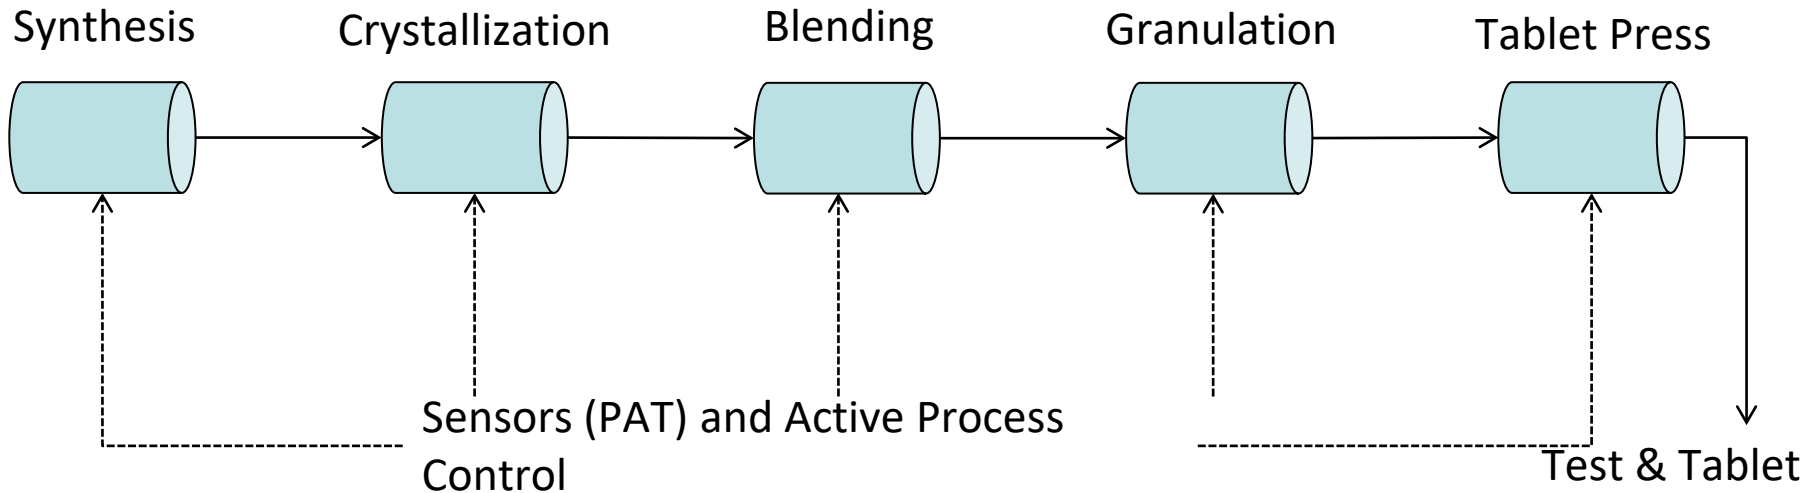 Synthesis
Crystallization
Blending
Granulation
Tablet Press
Sensors (PAT) and Active Process
Control
Test & Tablet